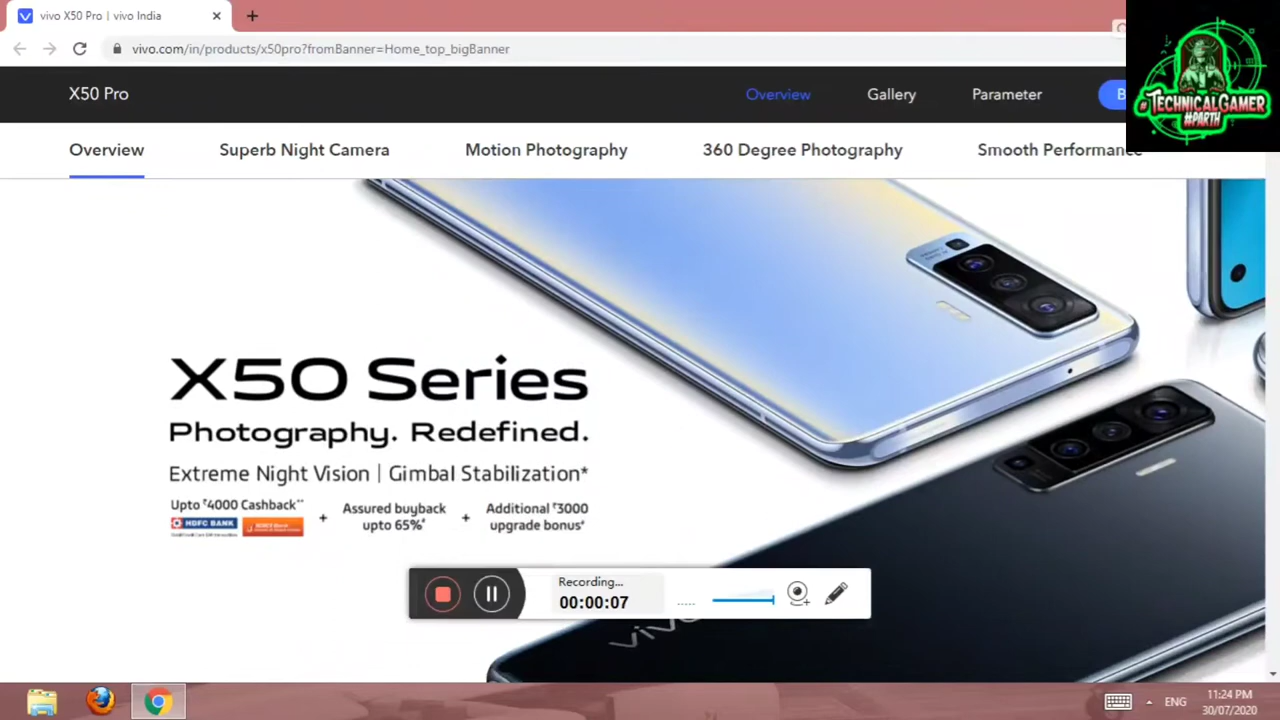 vivo X50 Pro | vivo India
vivo.com/in/products/x50pro?fromBanner=Home_top_bigBanner
X50 Pro
Overview
Gallery
Parameter
B
#TECHNICALGAMER
#PARTH
Overview
Superb Night Camera
Motion Photography
360 Degree Photography
Smooth Performance
X50 Series
Photography. Redefined.
Extreme Night Vision | Gimbal Stabilization*
Upto ₹4000 Cashback**
HDFC BANK
+
Assured buyback
upto 65%
+
Additional ₹3000
upgrade bonus
Recording...
00:00:07
vivo
ENG
11:24 PM
30/07/2020